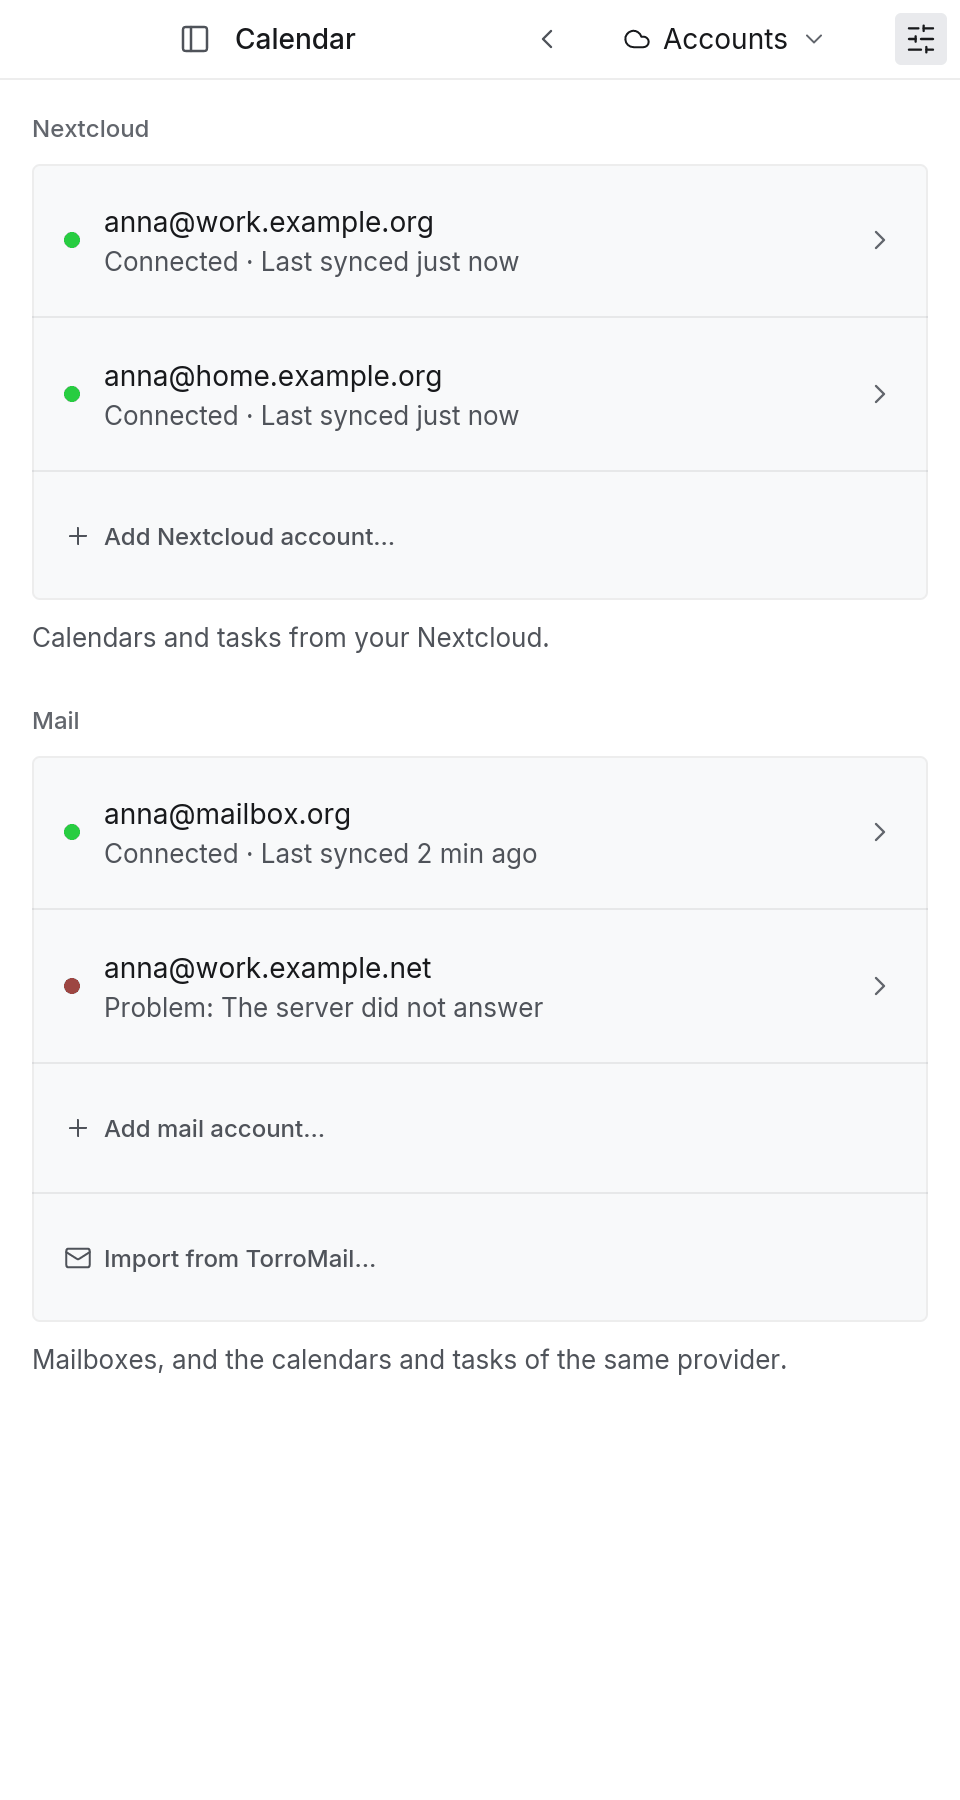 Calendar
Accounts
Nextcloud
anna@work.example.org
Connected · Last synced just now
anna@home.example.org
Connected · Last synced just now
Add Nextcloud account...
Calendars and tasks from your Nextcloud.
Mail
anna@mailbox.org
Connected · Last synced 2 min ago
anna@work.example.net
Problem: The server did not answer
Add mail account...
Import from TorroMail...
Mailboxes, and the calendars and tasks of the same provider.